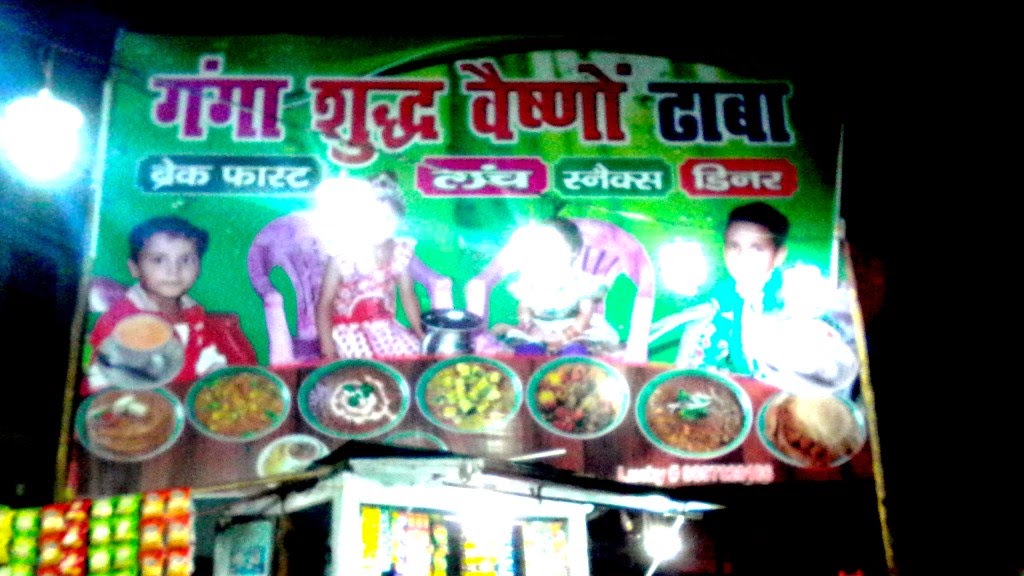 गंगा शुद्ध वैष्णों ढाबा
ब्रेक फास्ट लंच स्नैक्स डिनर